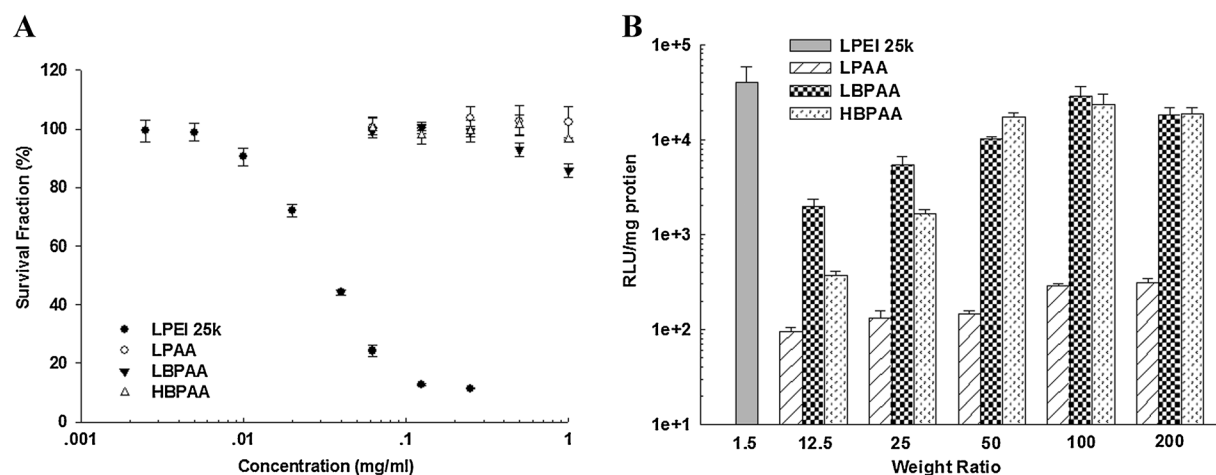 A
Survival Fraction (%)
120
100
80
60
40
20
0
LPEI 25k
LPAA
LBPAA
HBPAA
.001 .01 .1 1
Concentration (mg/ml)
B
RLU/mg protien
1e+5
1e+4
1e+3
1e+2
1e+1
LPEI 25k
LPAA
LBPAA
HBPAA
1.5 12.5 25 50 100 200
Weight Ratio